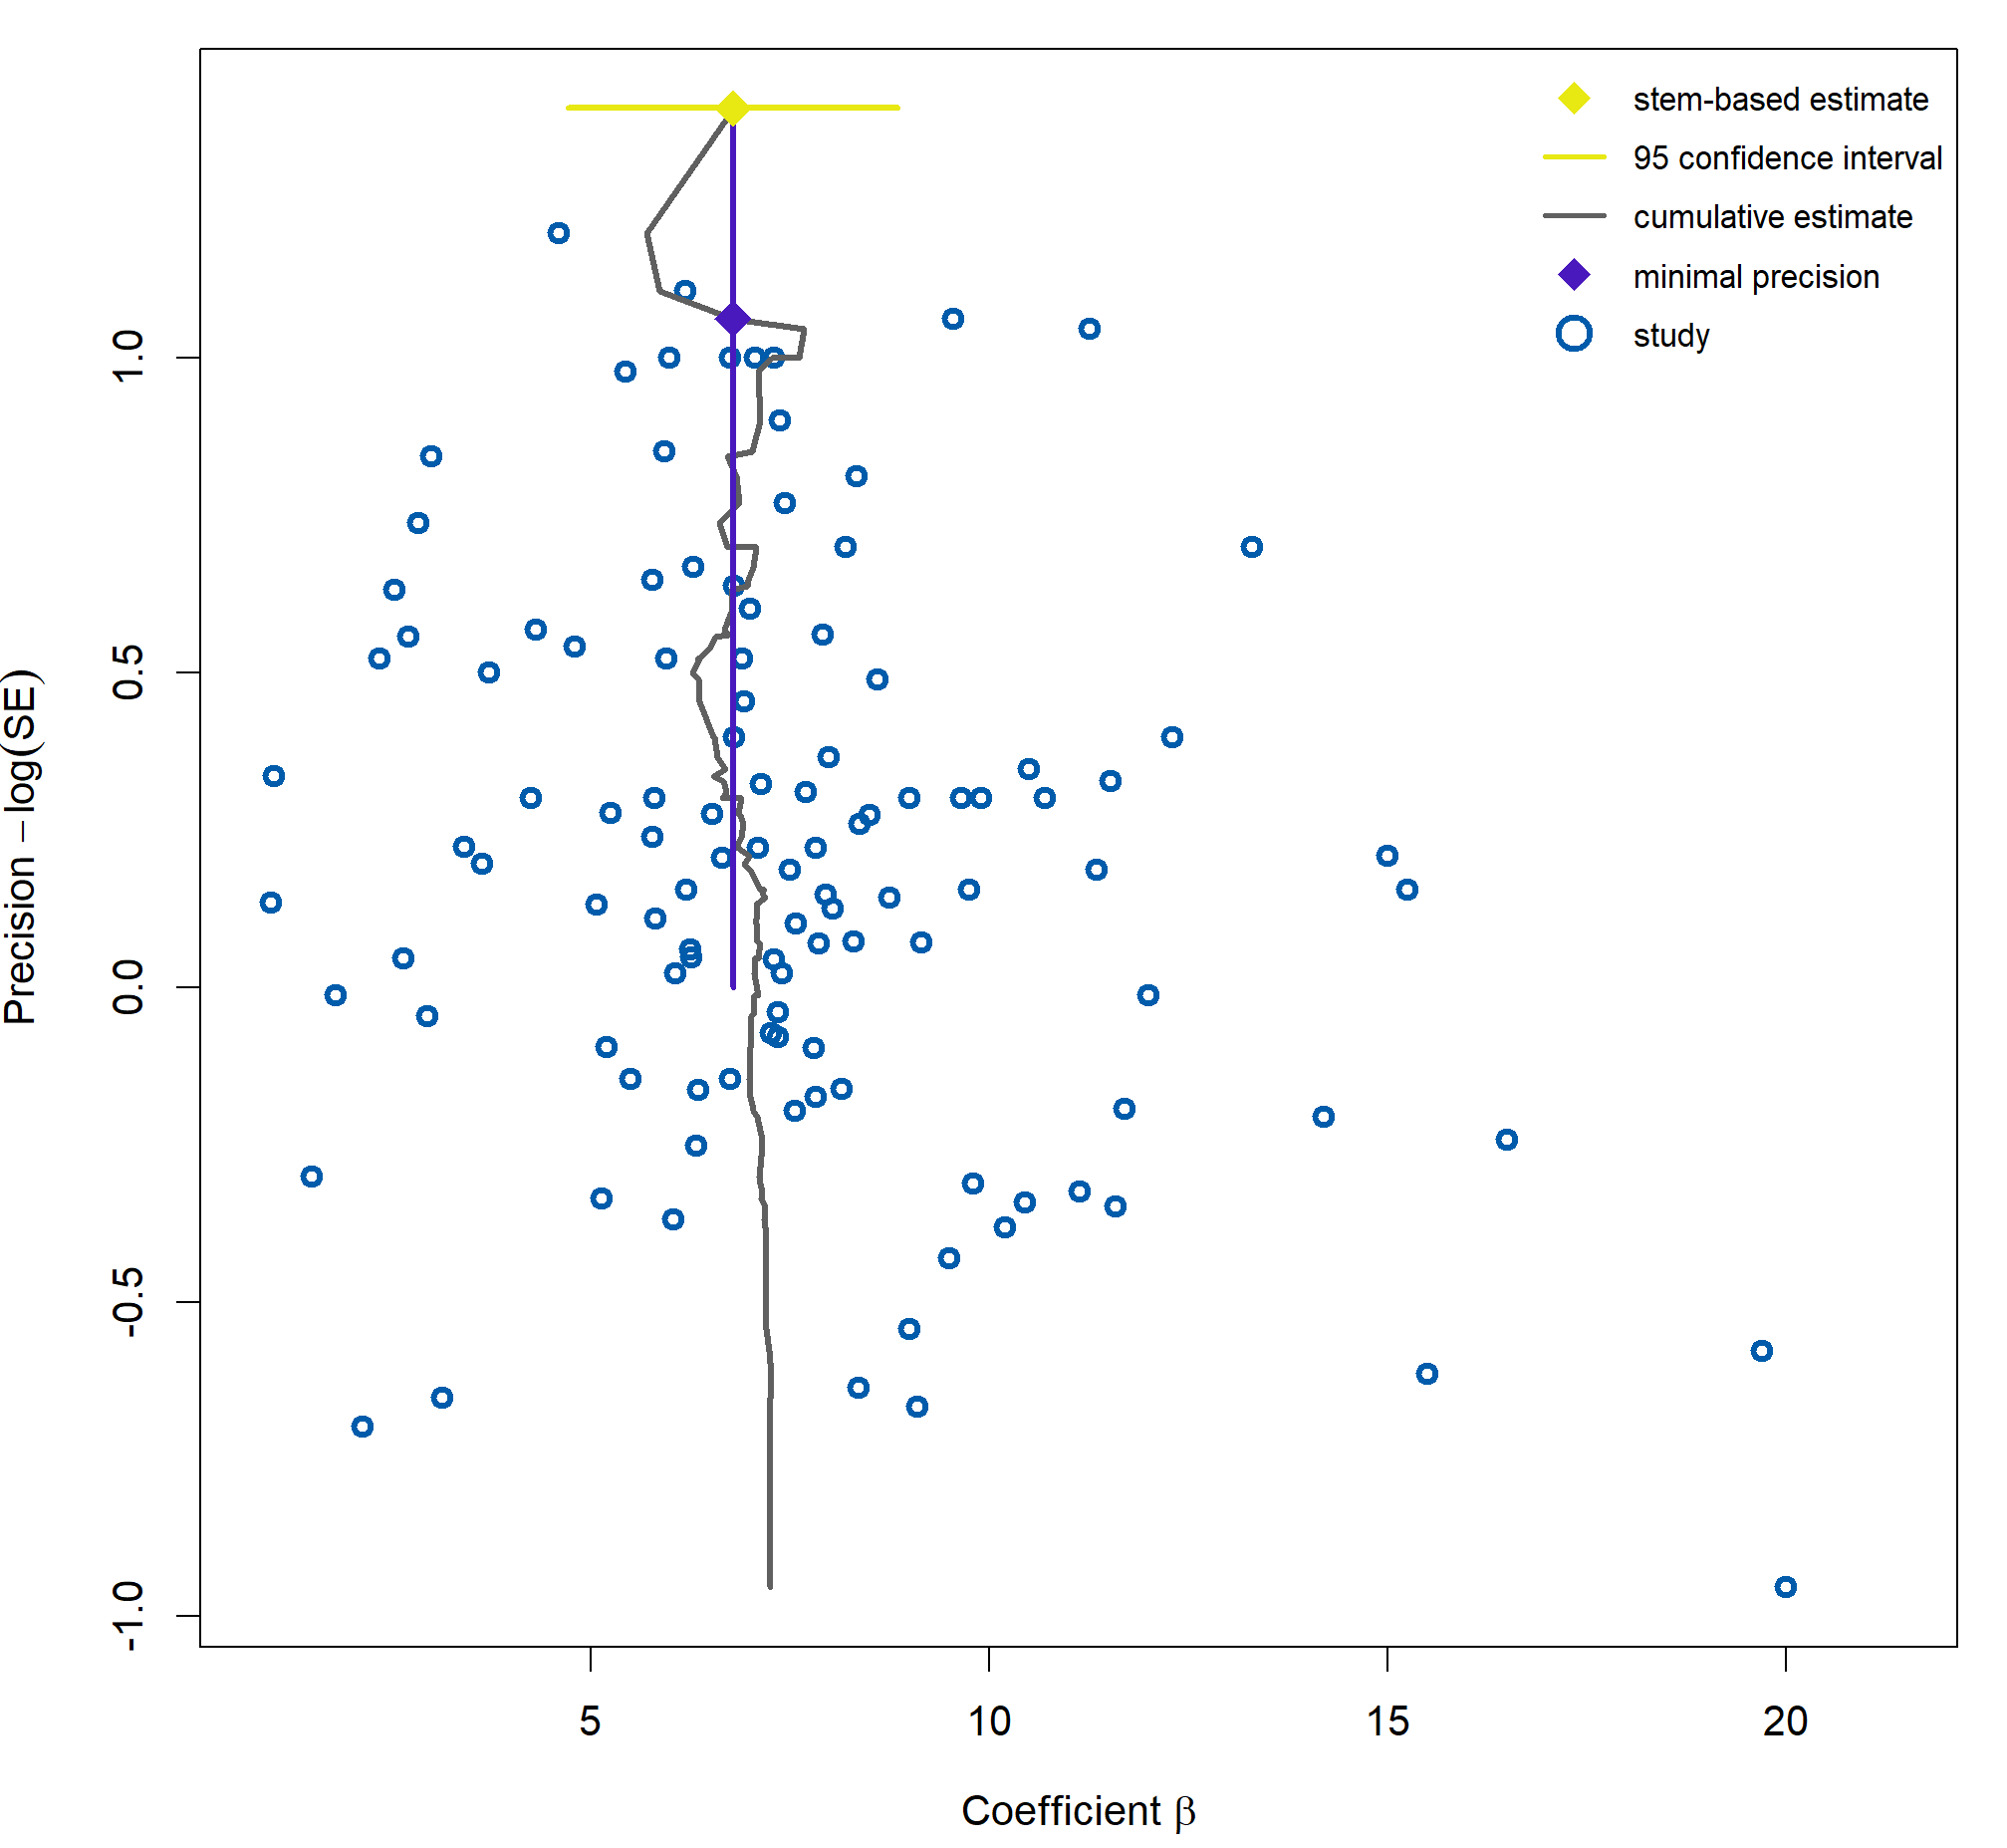 stem-based estimate
95 confidence interval
cumulative estimate
minimal precision
study
Precision −log(SE)
1.0
0.5
0.0
-0.5
-1.0
5
10
15
20
Coefficient β